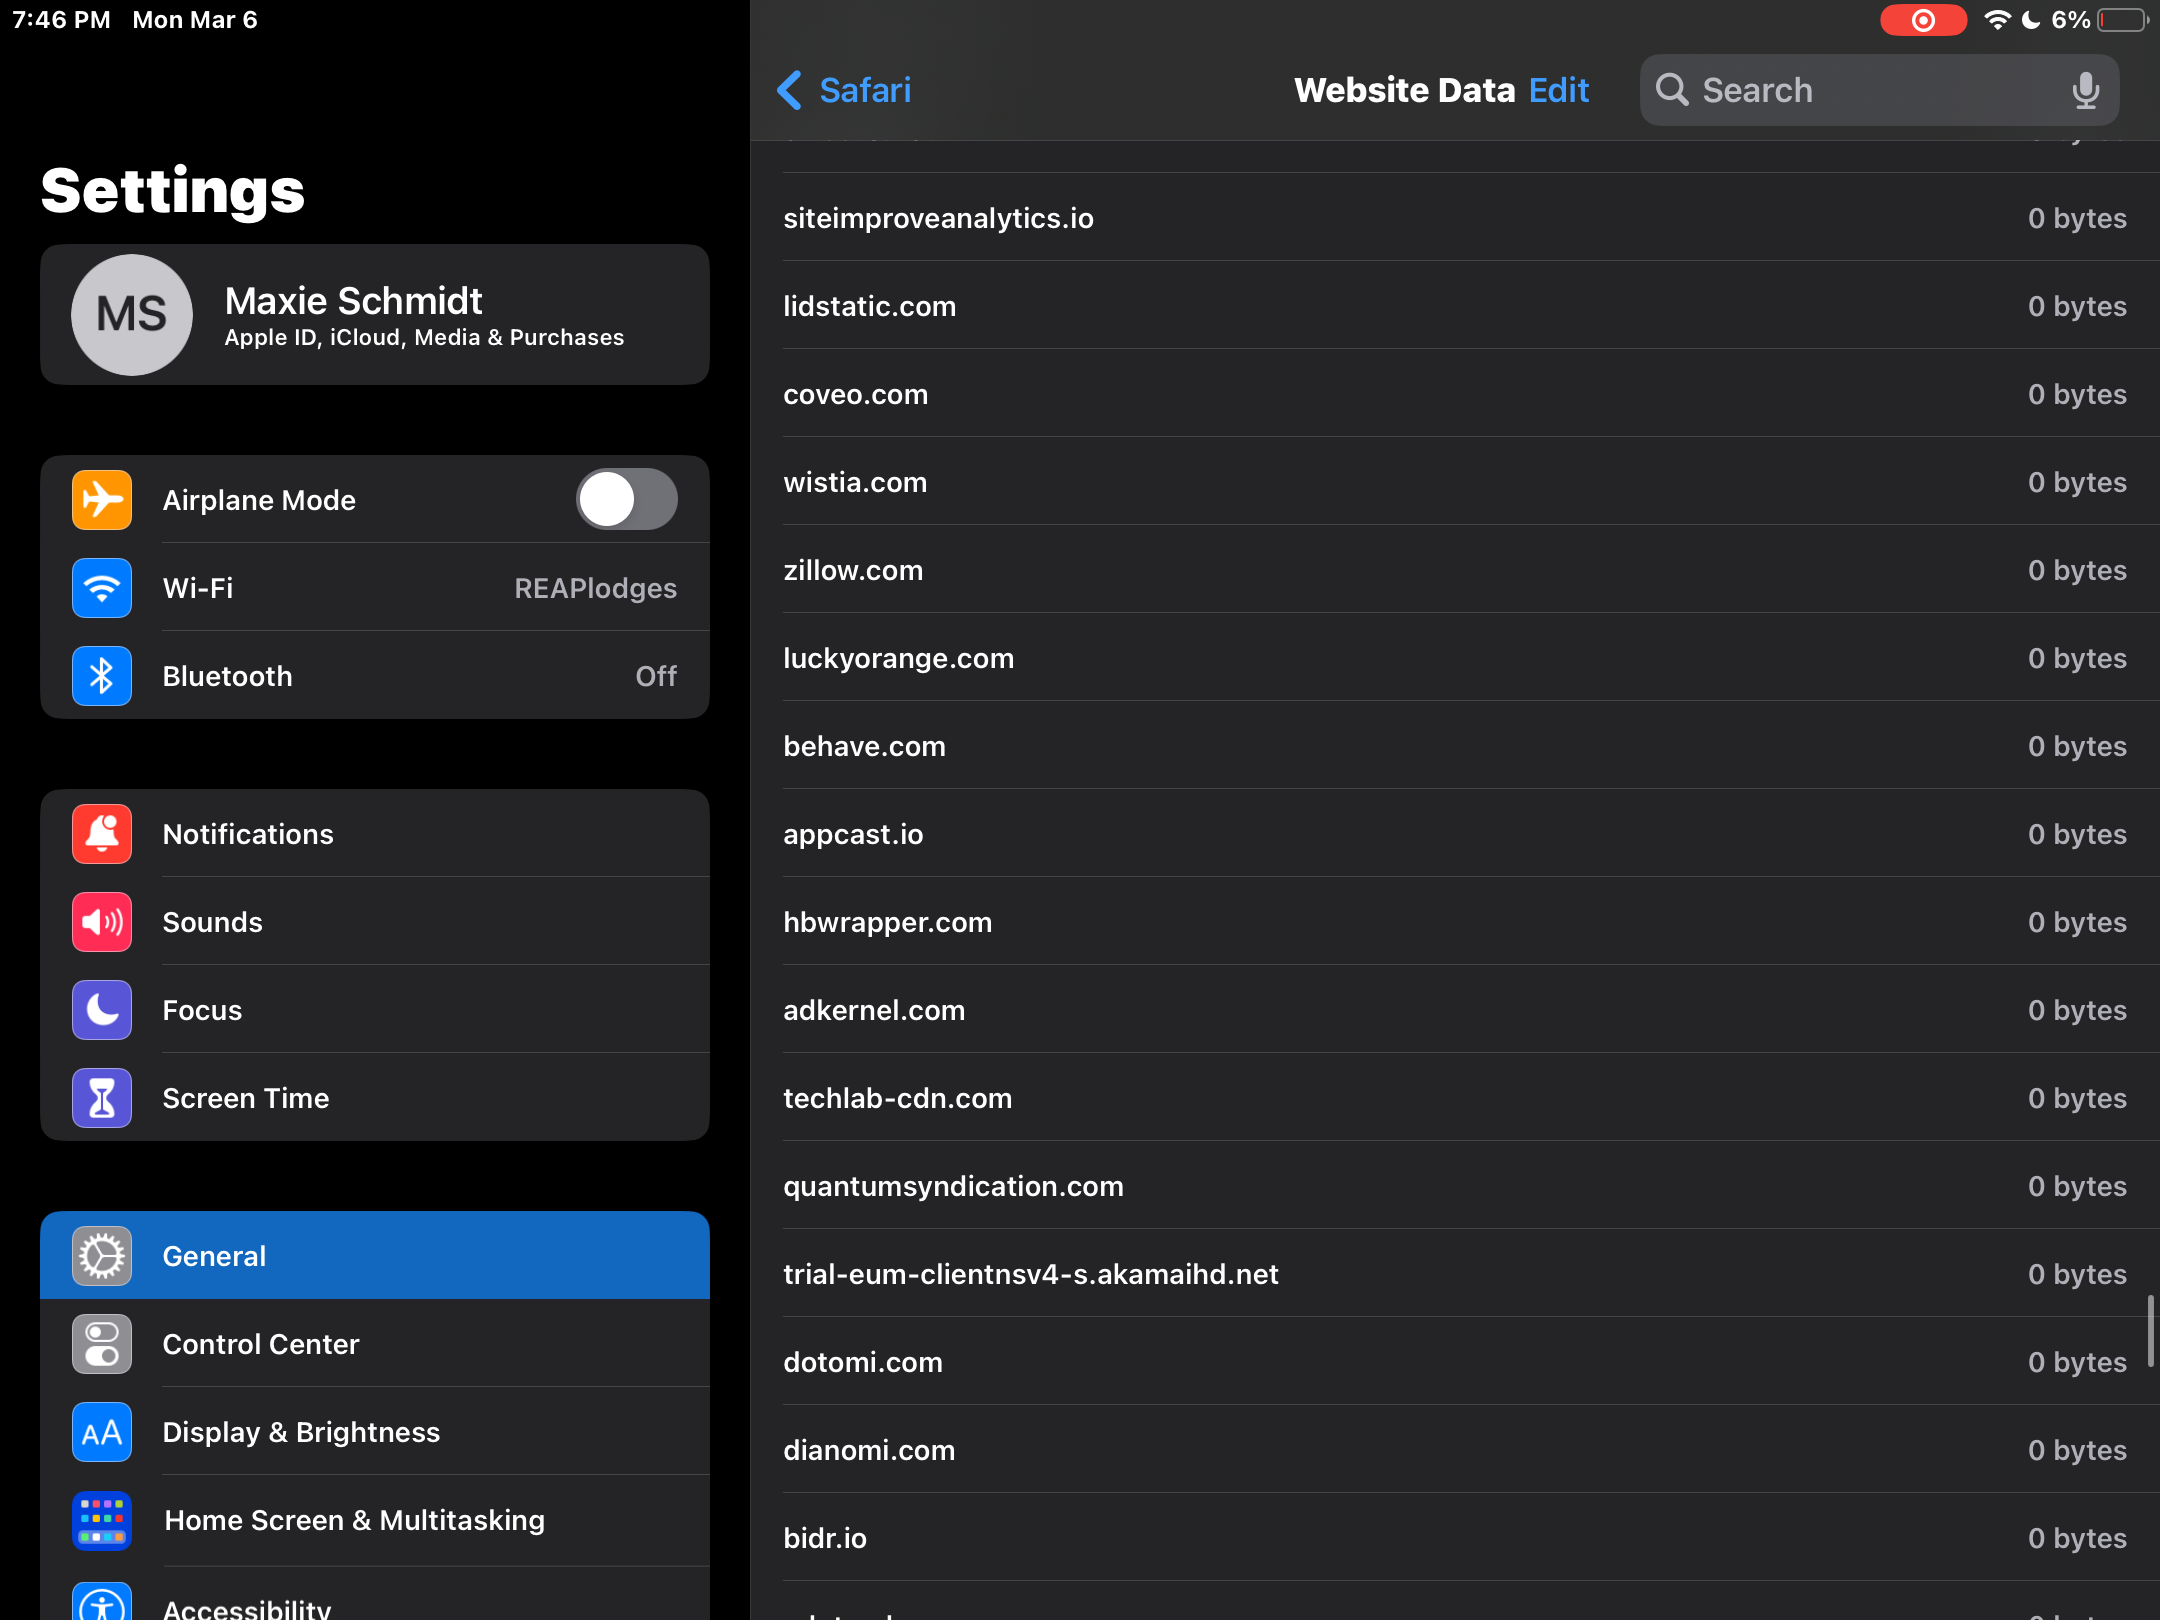 7:46 PM Mon Mar 6
6%
Settings
MS
Maxie Schmidt
Apple ID, iCloud, Media & Purchases
Airplane Mode
Wi-Fi REAPlodges
Bluetooth Off
Notifications
Sounds
Focus
Screen Time
General
Control Center
AA Display & Brightness
Home Screen & Multitasking
Accessibility
Safari Website Data Edit Search
siteimproveanalytics.io 0 bytes
lidstatic.com 0 bytes
coveo.com 0 bytes
wistia.com 0 bytes
zillow.com 0 bytes
luckyorange.com 0 bytes
behave.com 0 bytes
appcast.io 0 bytes
hbwrapper.com 0 bytes
adkernel.com 0 bytes
techlab-cdn.com 0 bytes
quantumsyndication.com 0 bytes
trial-eum-clientnsv4-s.akamaihd.net 0 bytes
dotomi.com 0 bytes
dianomi.com 0 bytes
bidr.io 0 bytes